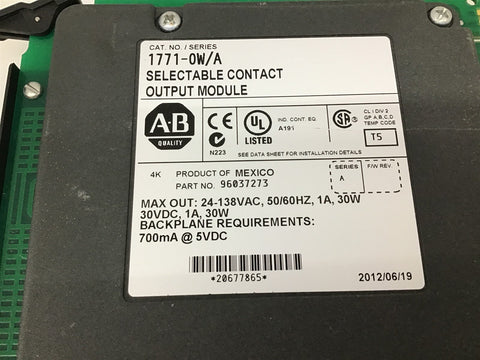 CAT. NO. / SERIES
1771-OW/A
SELECTABLE CONTACT
OUTPUT MODULE
A-B
QUALITY
CE
N223
UL
LISTED
IND. CONT. EQ.
A191
SA
CL I DIV 2
GP A,B,C,D
TEMP CODE
T5
SEE DATA SHEET FOR INSTALLATION DETAILS
4K PRODUCT OF MEXICO
PART NO. 96037273
SERIES F/W REV.
A
MAX OUT: 24-138VAC, 50/60HZ, 1A, 30W
30VDC, 1A, 30W
BACKPLANE REQUIREMENTS:
700mA @ 5VDC
*20677865*
2012/06/19